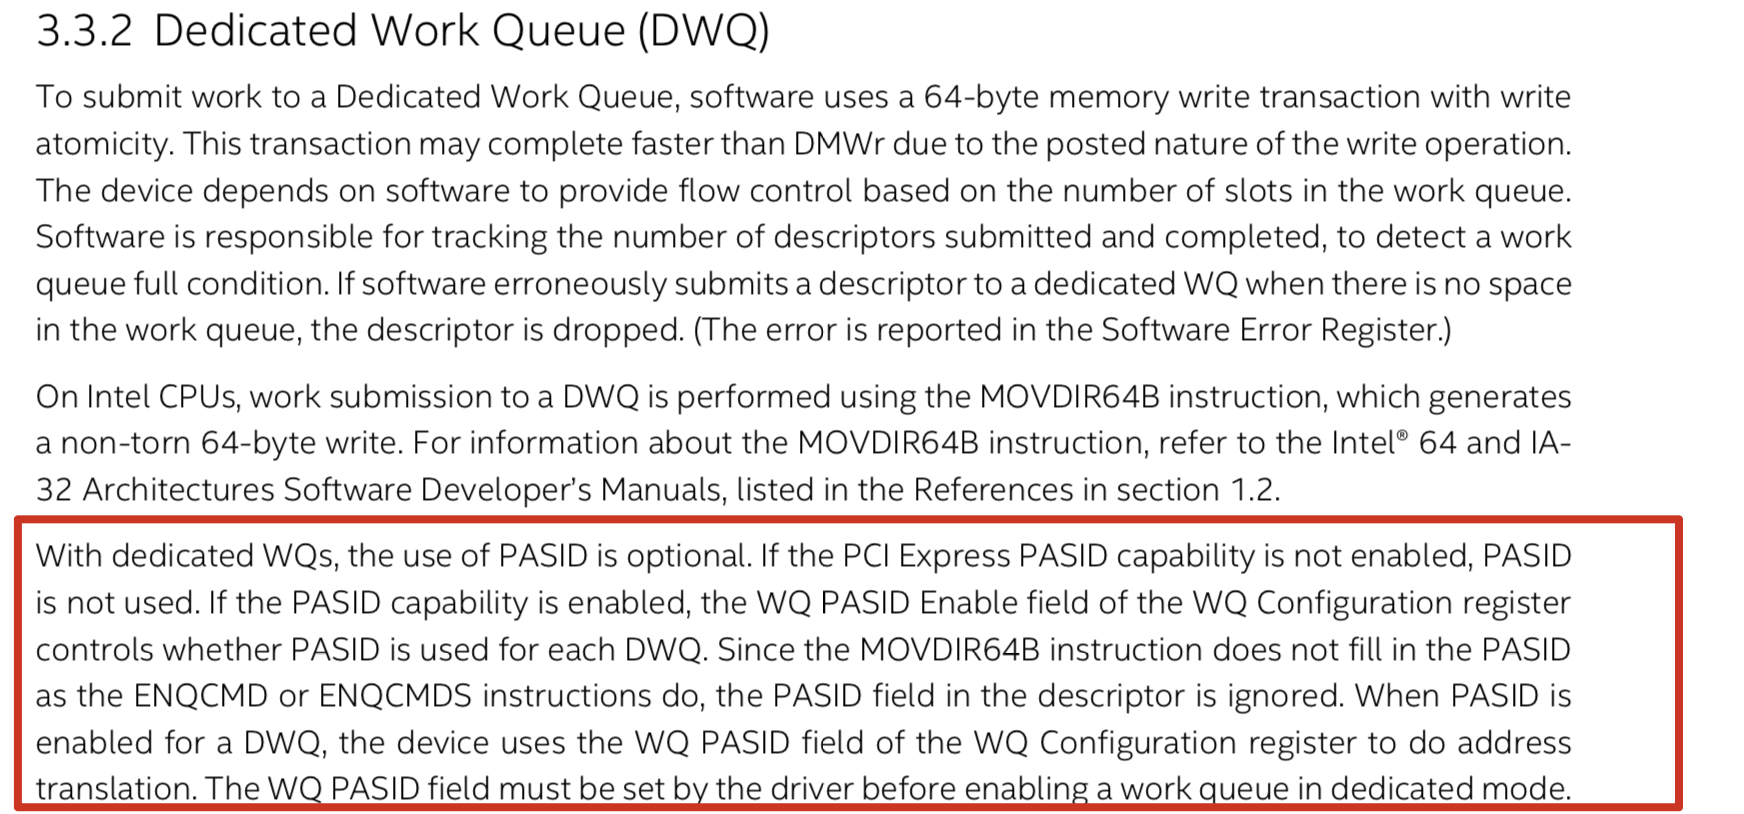 3.3.2 Dedicated Work Queue (DWQ)
To submit work to a Dedicated Work Queue, software uses a 64-byte memory write transaction with write
atomicity. This transaction may complete faster than DMWr due to the posted nature of the write operation.
The device depends on software to provide flow control based on the number of slots in the work queue.
Software is responsible for tracking the number of descriptors submitted and completed, to detect a work
queue full condition. If software erroneously submits a descriptor to a dedicated WQ when there is no space
in the work queue, the descriptor is dropped. (The error is reported in the Software Error Register.)
On Intel CPUs, work submission to a DWQ is performed using the MOVDIR64B instruction, which generates
a non-torn 64-byte write. For information about the MOVDIR64B instruction, refer to the Intel® 64 and IA-
32 Architectures Software Developer's Manuals, listed in the References in section 1.2.
With dedicated WQs, the use of PASID is optional. If the PCI Express PASID capability is not enabled, PASID
is not used. If the PASID capability is enabled, the WQ PASID Enable field of the WQ Configuration register
controls whether PASID is used for each DWQ. Since the MOVDIR64B instruction does not fill in the PASID
as the ENQCMD or ENQCMDS instructions do, the PASID field in the descriptor is ignored. When PASID is
enabled for a DWQ, the device uses the WQ PASID field of the WQ Configuration register to do address
translation. The WQ PASID field must be set by the driver before enabling a work queue in dedicated mode.